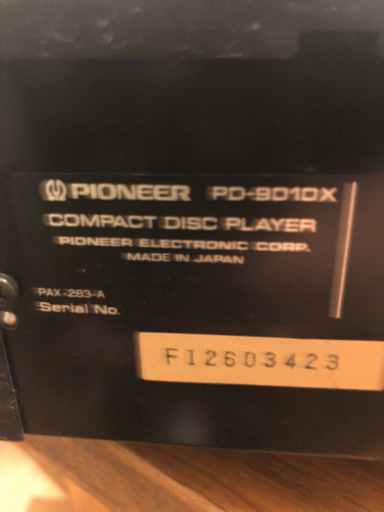 PIONEER PD-9010X
COMPACT DISC PLAYER
PIONEER ELECTRONIC CORP.
MADE IN JAPAN
PAX-283-A
Serial No.
FI2603423